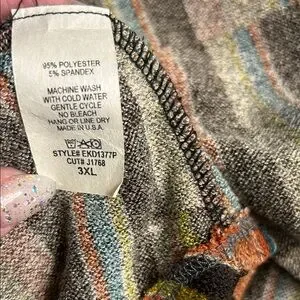 95% POLYESTER
5% SPANDEX
MACHINE WASH
WITH COLD WATER
GENTLE CYCLE
NO BLEACH
HANG OR LINE DRY
MADE IN U.S.A.
STYLE# EKD1377P
CUT# J1768
3XL